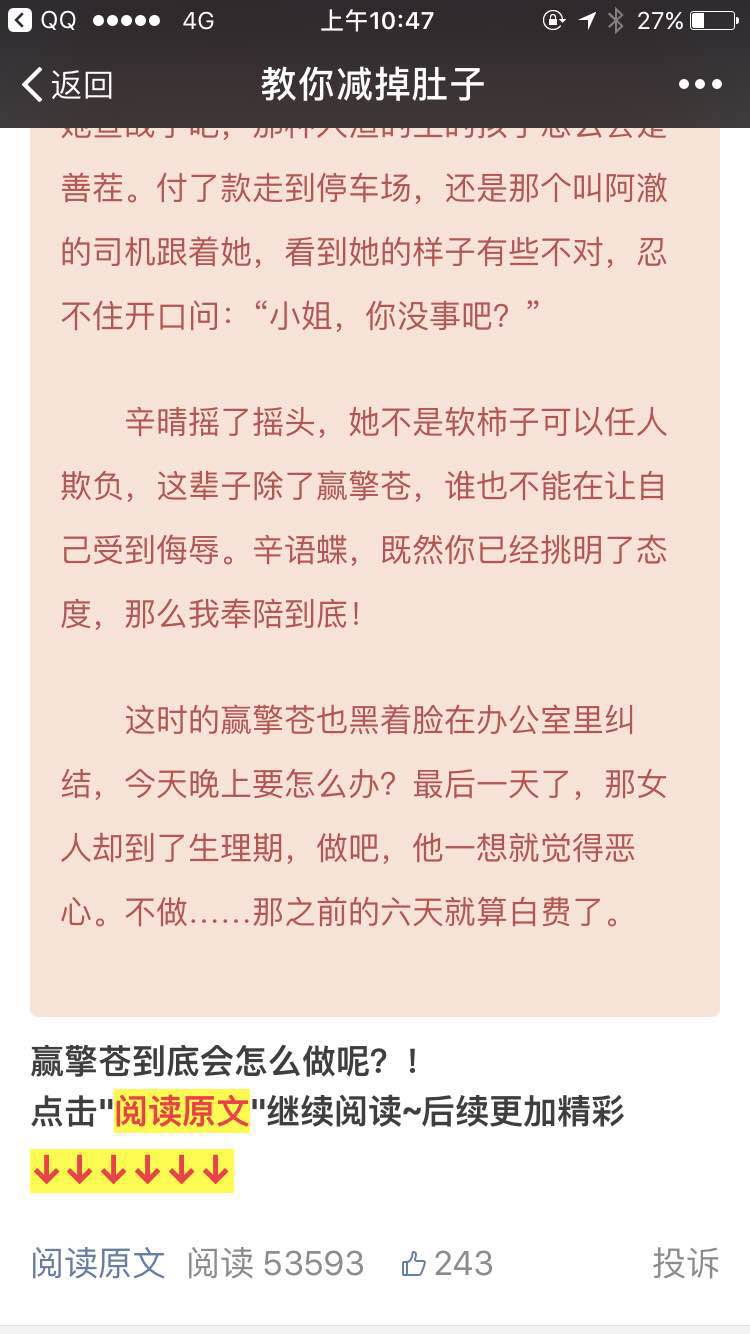 QQ 4G 上午10:47 27%
返回 教你减掉肚子
善茬。付了款走到停车场，还是那个叫阿澈
的司机跟着她，看到她的样子有些不对，忍
不住开口问：“小姐，你没事吧？”
辛晴摇了摇头，她不是软柿子可以任人
欺负，这辈子除了赢擎苍，谁也不能在让自
己受到侮辱。辛语蝶，既然你已经挑明了态
度，那么我奉陪到底！
这时的赢擎苍也黑着脸在办公室里纠
结，今天晚上要怎么办？最后一天了，那女
人却到了生理期，做吧，他一想就觉得恶
心。不做……那之前的六天就算白费了。
赢擎苍到底会怎么做呢？！
点击"阅读原文"继续阅读~后续更加精彩
↓↓↓↓↓↓
阅读原文 阅读 53593 243 投诉